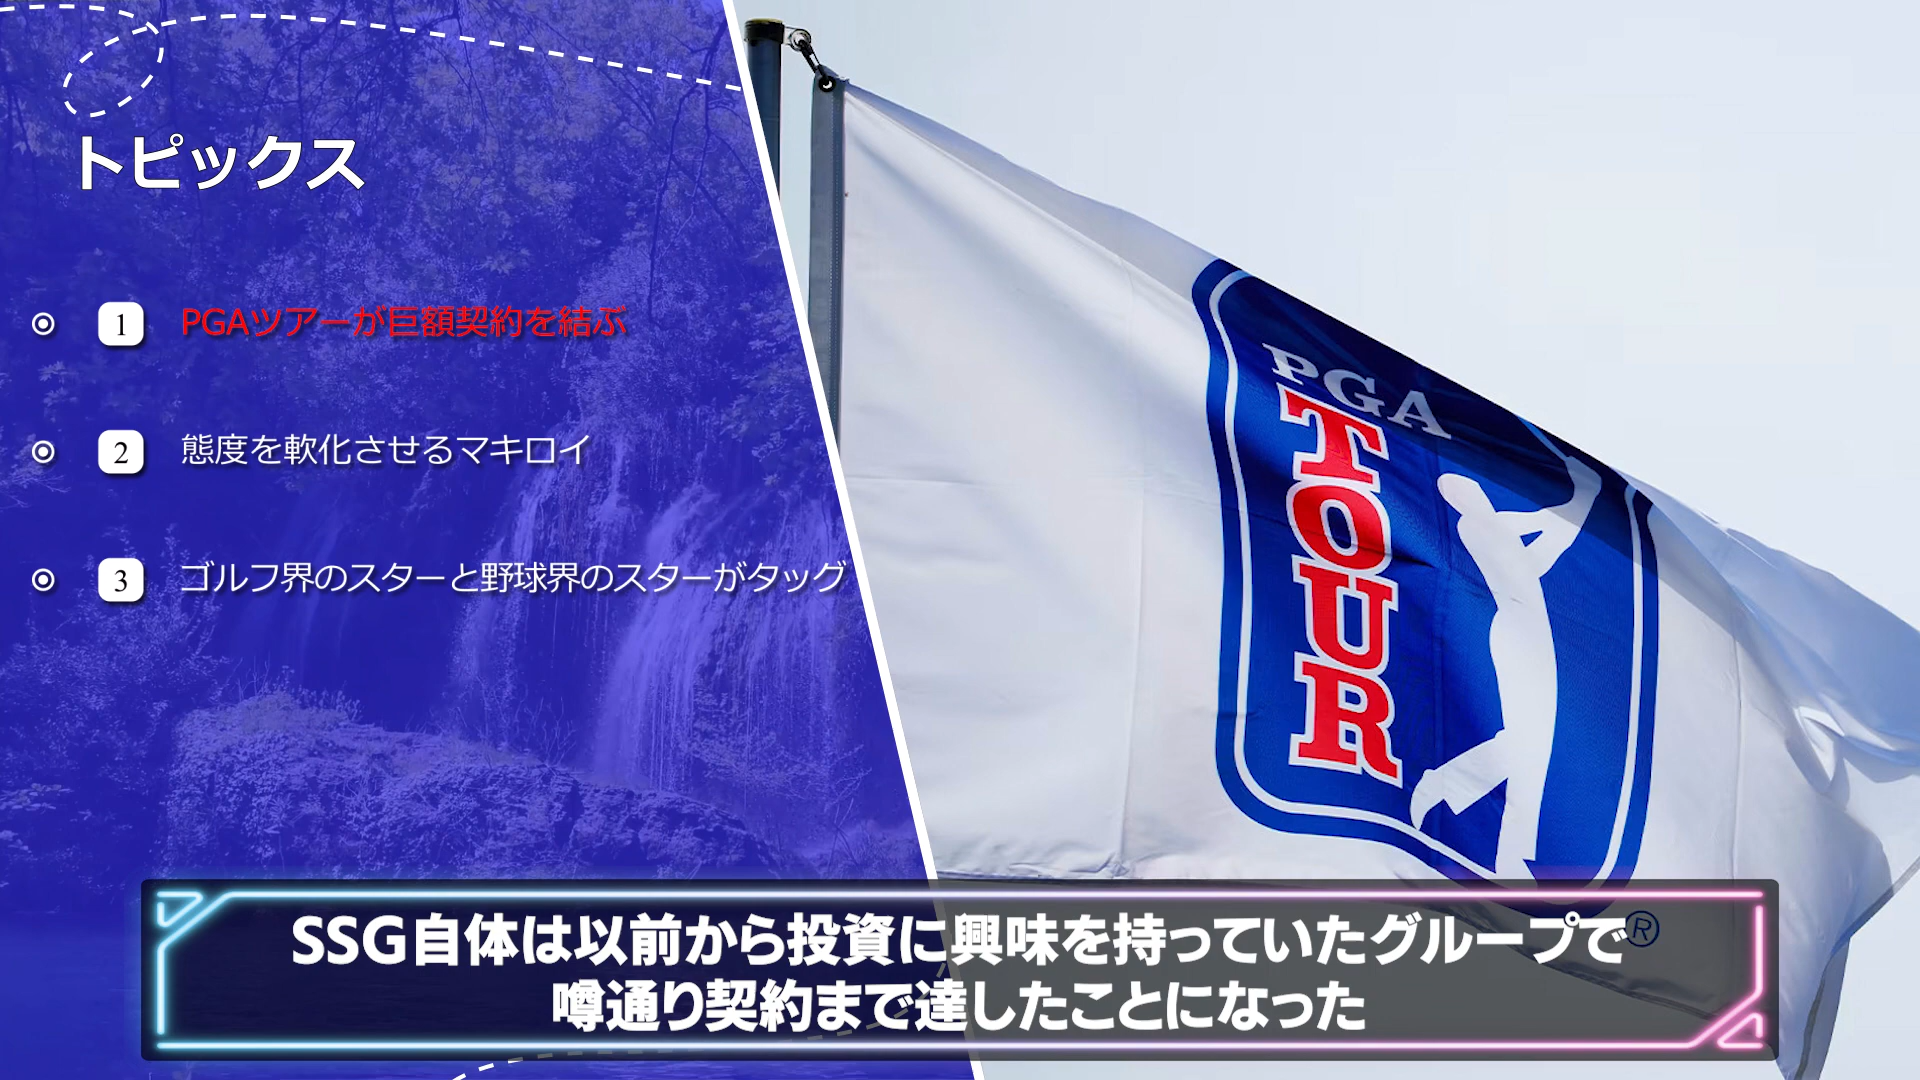 トピックス
1 PGAツアーが巨額契約を結ぶ
2 態度を軟化させるマキロイ
3 ゴルフ界のスターと野球界のスターがタッグ
PGA
TOUR
®
SSG自体は以前から投資に興味を持っていたグループで
噂通り契約まで達したことになった